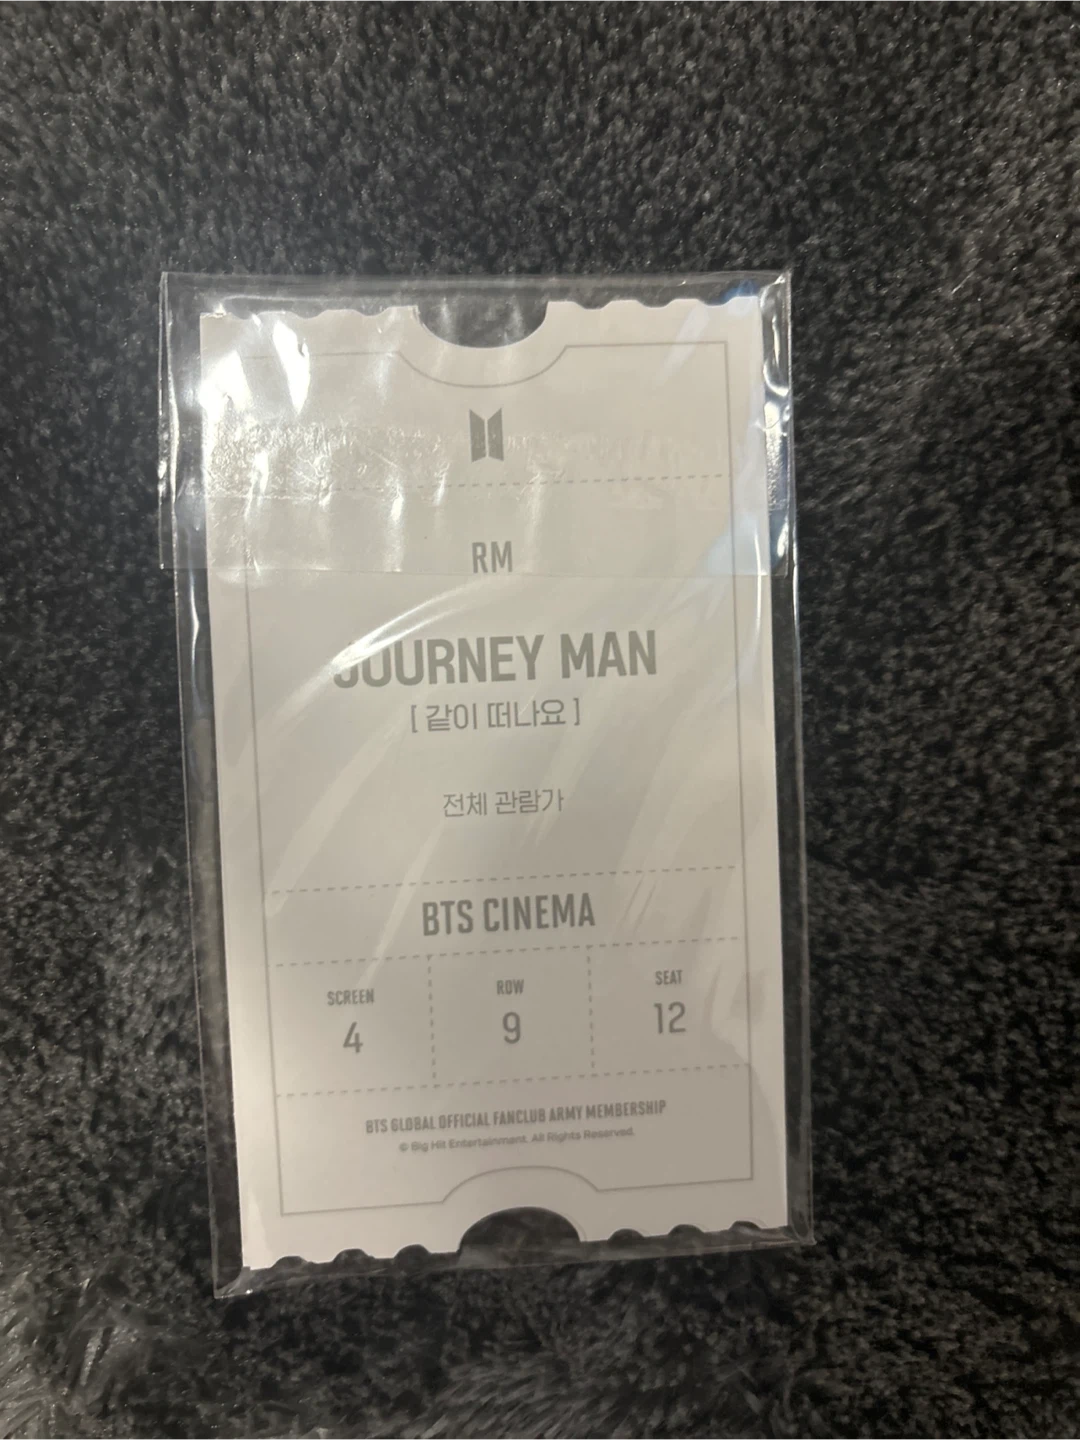 RM
JOURNEY MAN
[ 같이 떠나요 ]
전체 관람가
BTS CINEMA
SCREEN
4
ROW
9
SEAT
12
BTS GLOBAL OFFICIAL FANCLUB ARMY MEMBERSHIP
© Big Hit Entertainment. All Rights Reserved.